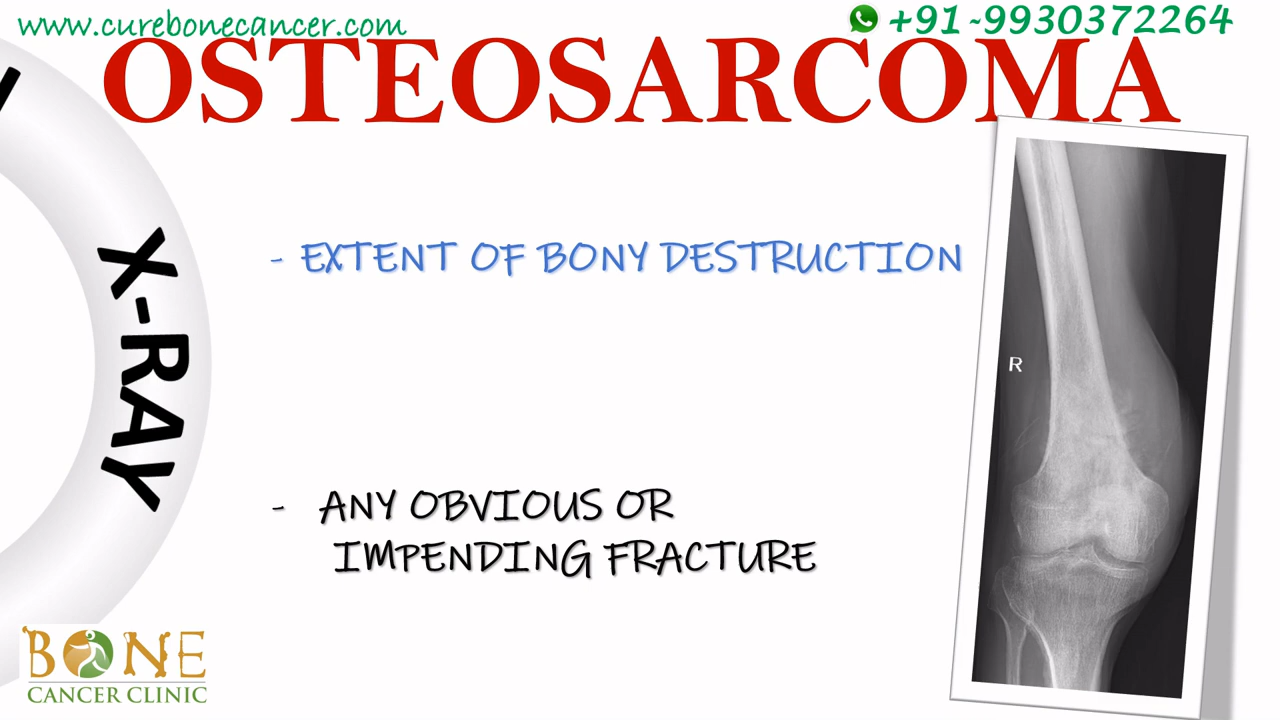 www.curebonecancer.com
+91-9930372264
OSTEOSARCOMA
X-RAY
- EXTENT OF BONY DESTRUCTION
R
- ANY OBVIOUS OR
IMPENDING FRACTURE
BONE
CANCER CLINIC